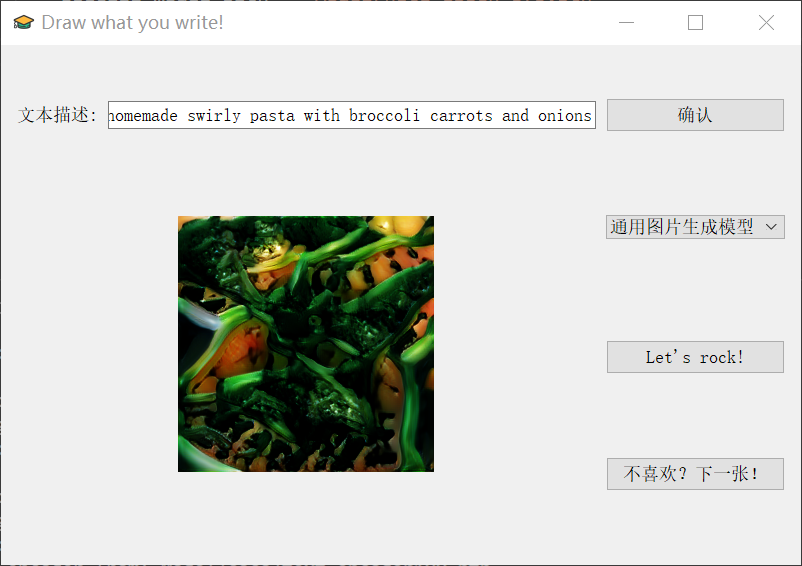 Draw what you write!
文本描述：
homemade swirly pasta with broccoli carrots and onions
确认
通用图片生成模型
Let's rock!
不喜欢？下一张！